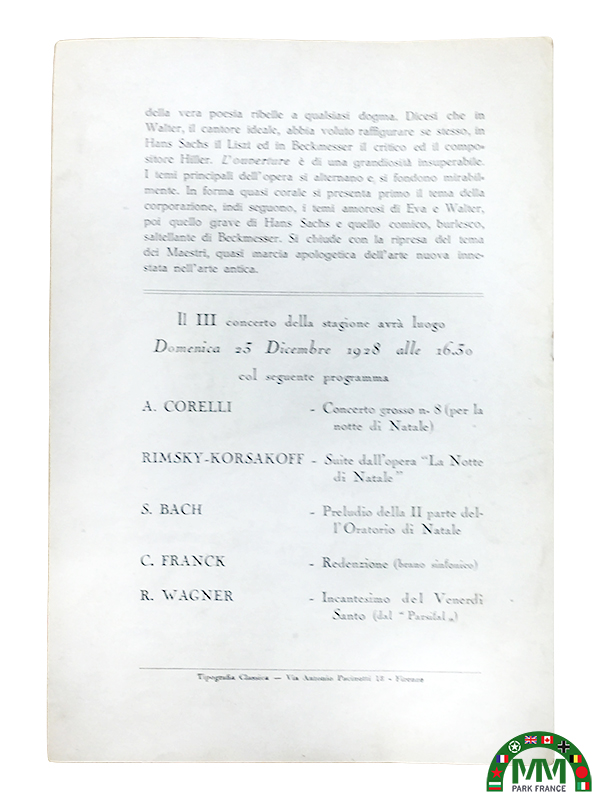 della vera poesia ribelle a qualsiasi dogma. Dicesi che in
Walter, il cantore ideale, abbia voluto raffigurare se stesso, in
Hans Sachs il Liszt ed in Beckmesser il critico ed il compo-
sitore Hiller. L'ouverture è di una grandiosità insuperabile.
I temi principali dell'opera si alternano e, si fondono mirabil-
mente. In forma quasi corale si presenta primo il tema della
corporazione, indi seguono, i temi amorosi di Eva e Walter,
poi quello grave di Hans Sachs e quello comico, burlesco,
saltellante di Beckmesser. Si chiude con la ripresa del tema
dei Maestri, quasi marcia apologetica dell'arte nuova inne-
stata nell'arte antica.
Il III concerto della stagione avrà luogo
Domenica 23 Dicembre 1928 alle 16.30
col seguente programma
A. CORELLI - Concerto grosso n. 8 (per la
notte di Natale)
RIMSKY-KORSAKOFF - Suite dall'opera "La Notte
di Natale"
S. BACH - Preludio della II parte del-
l'Oratorio di Natale
C. FRANCK - Redenzione (brano sinfonico)
R. WAGNER - Incantesimo del Venerdì
Santo (dal "Parsifal„)
Tipografia Classica — Via Antonio Pacinotti 18 - Firenze
MM
PARK FRANCE